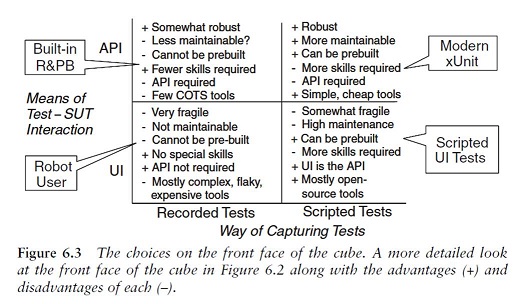 Built-in
R&PB
API
+ Somewhat robust
- Less maintainable?
- Cannot be prebuilt
+ Fewer skills required
- API required
- Few COTS tools
+ Robust
+ More maintainable
+ Can be prebuilt
- More skills required
- API required
+ Simple, cheap tools
Modern
xUnit
Means of
Test – SUT
Interaction
Robot
User
UI
- Very fragile
- Not maintainable
- Cannot be pre-built
+ No special skills
+ API not required
- Mostly complex, flaky,
expensive tools
- Somewhat fragile
- High maintenance
+ Can be prebuilt
- More skills required
+ UI is the API
+ Mostly open-
source tools
Scripted
UI Tests
Recorded Tests
Scripted Tests
Way of Capturing Tests
Figure 6.3 The choices on the front face of the cube. A more detailed look
at the front face of the cube in Figure 6.2 along with the advantages (+) and
disadvantages of each (–).